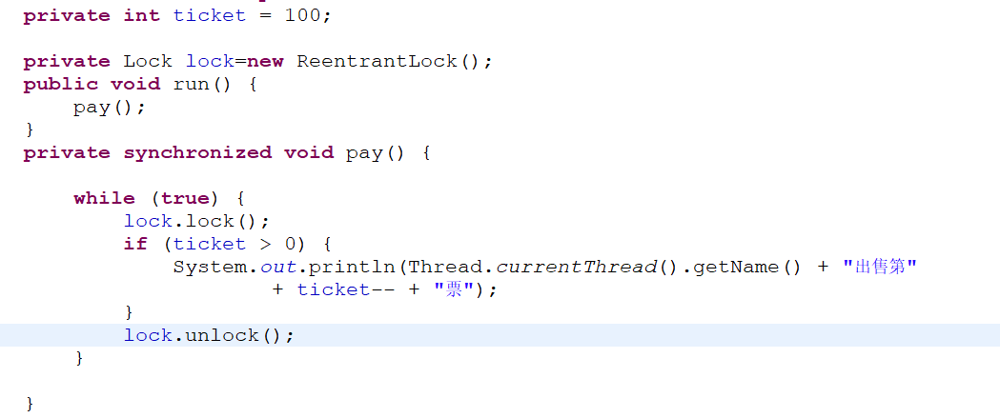 private int ticket = 100;
private Lock lock=new ReentrantLock();
public void run() {
pay();
}
private synchronized void pay() {
while (true) {
lock.lock();
if (ticket > 0) {
System.out.println(Thread.currentThread().getName() + "出售第"
+ ticket-- + "票");
}
lock.unlock();
}
}